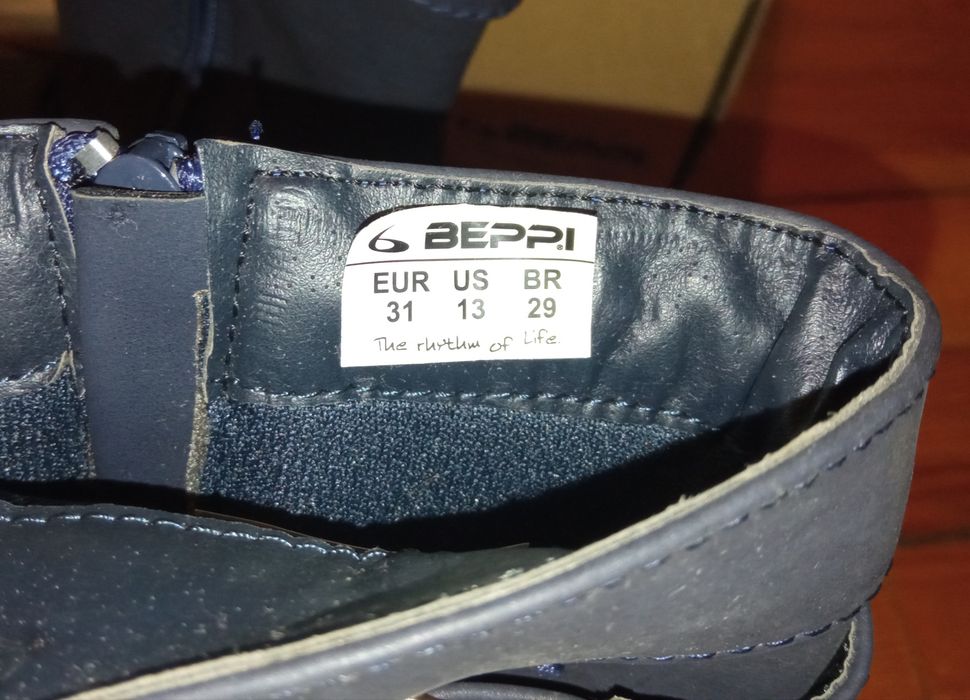 BEPPI
EUR US BR
31 13 29
The rhythm of Life.